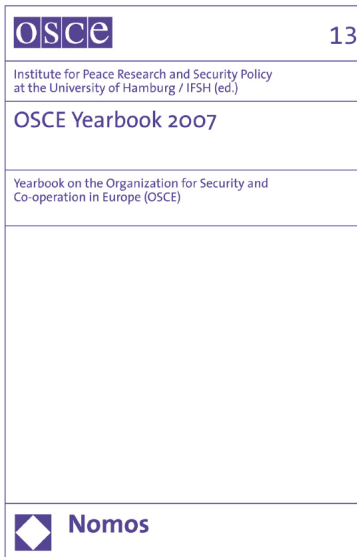 osce
13
Institute for Peace Research and Security Policy
at the University of Hamburg / IFSH (ed.)
OSCE Yearbook 2007
Yearbook on the Organization for Security and
Co-operation in Europe (OSCE)
Nomos